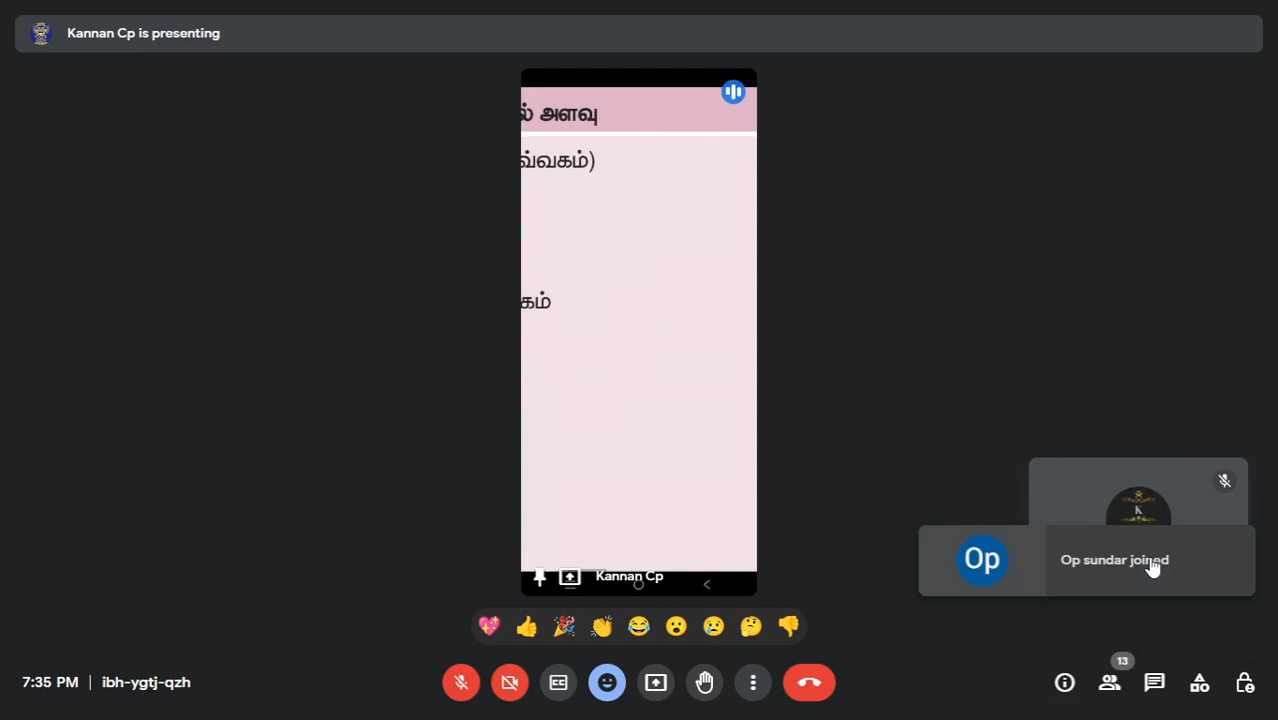 Kannan Cp is presenting
ல் அளவு
வ்வகம்)
கம்
Kannan Cp
K
Op
Op sundar joined
7:35 PM
ibh-ygtj-qzh
CC
13